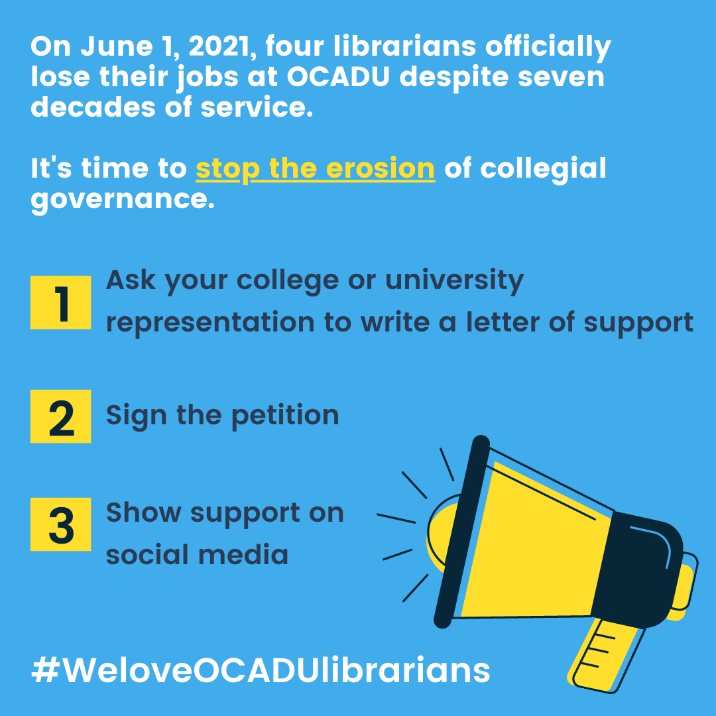 On June 1, 2021, four librarians officially
lose their jobs at OCADU despite seven
decades of service.
It's time to stop the erosion of collegial
governance.
1
Ask your college or university
representation to write a letter of support
2
Sign the petition
3
Show support on
social media
#WeloveOCADUlibrarians